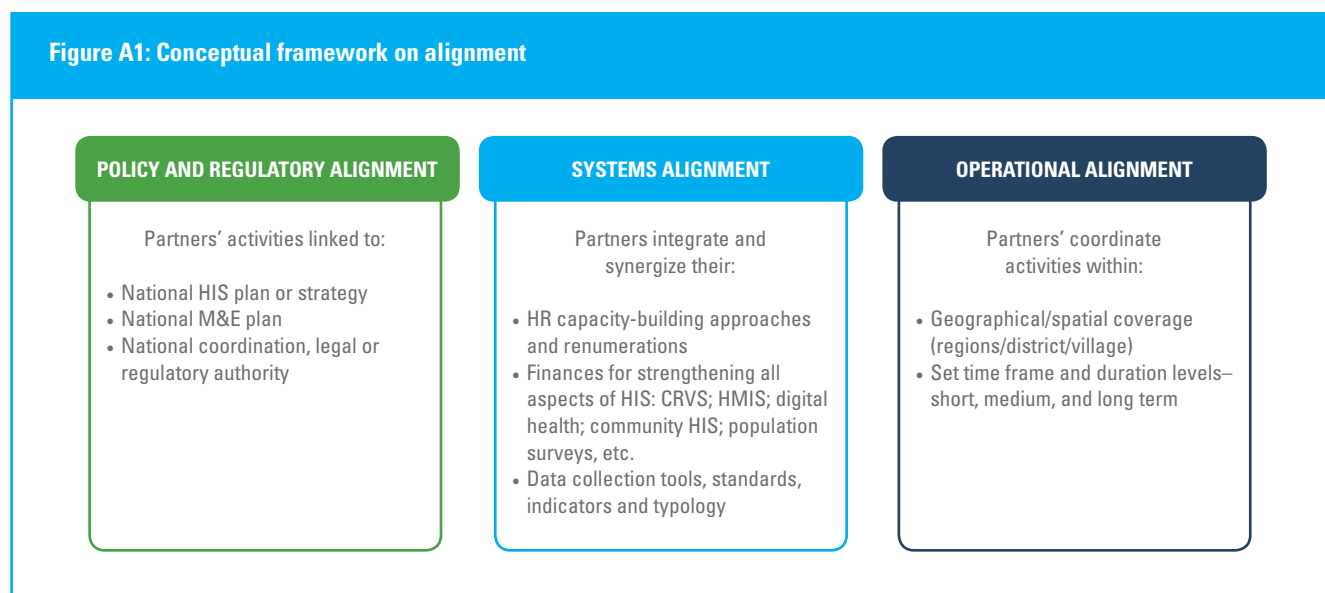 Figure A1: Conceptual framework on alignment
POLICY AND REGULATORY ALIGNMENT
Partners’ activities linked to:
• National HIS plan or strategy
• National M&E plan
• National coordination, legal or
regulatory authority
SYSTEMS ALIGNMENT
Partners integrate and
synergize their:
• HR capacity-building approaches
and renumerations
• Finances for strengthening all
aspects of HIS: CRVS; HMIS; digital
health; community HIS; population
surveys, etc.
• Data collection tools, standards,
indicators and typology
OPERATIONAL ALIGNMENT
Partners’ coordinate
activities within:
• Geographical/spatial coverage
(regions/district/village)
• Set time frame and duration levels–
short, medium, and long term